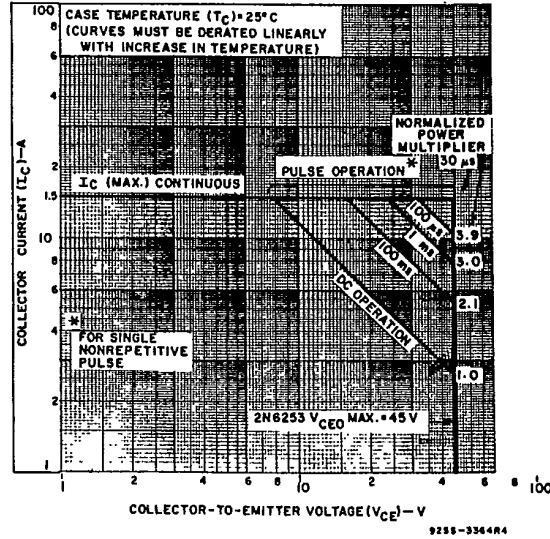 100
8
6
4
2
1.5
10
8
6
4
2
1
COLLECTOR CURRENT (IC)—A
CASE TEMPERATURE (TC)=25°C
(CURVES MUST BE DERATED LINEARLY
WITH INCREASE IN TEMPERATURE)
NORMALIZED
POWER
MULTIPLIER
30 μs
PULSE OPERATION *
IC (MAX.) CONTINUOUS
100 μs
1 ms
100 ms
DC OPERATION
3.9
3.0
2.1
1.0
*
FOR SINGLE
NONREPETITIVE
PULSE
2N6253 VCEO MAX.=45 V
1 2 4 6 8 10 2 4 6 8 100
COLLECTOR-TO-EMITTER VOLTAGE (VCE)—V
92SS-3364R4